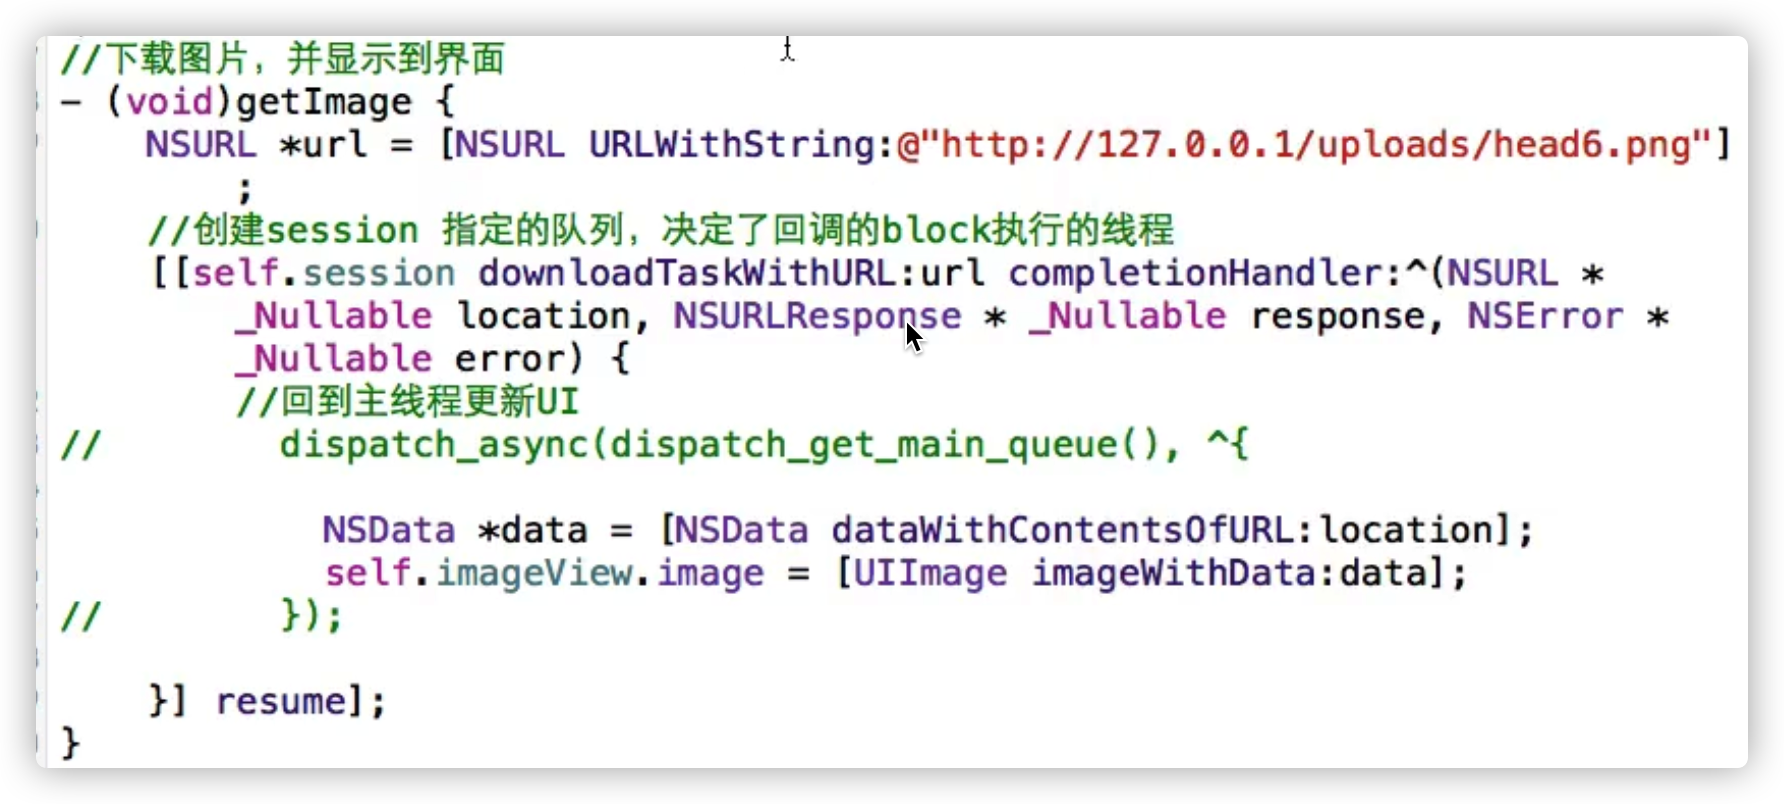 //下载图片，并显示到界面
- (void)getImage {
NSURL *url = [NSURL URLWithString:@"http://127.0.0.1/uploads/head6.png"]
;
//创建session 指定的队列，决定了回调的block执行的线程
[[self.session downloadTaskWithURL:url completionHandler:^(NSURL *
_Nullable location, NSURLResponse * _Nullable response, NSError *
_Nullable error) {
//回到主线程更新UI
// dispatch_async(dispatch_get_main_queue(), ^{
NSData *data = [NSData dataWithContentsOfURL:location];
self.imageView.image = [UIImage imageWithData:data];
// });
}] resume];
}